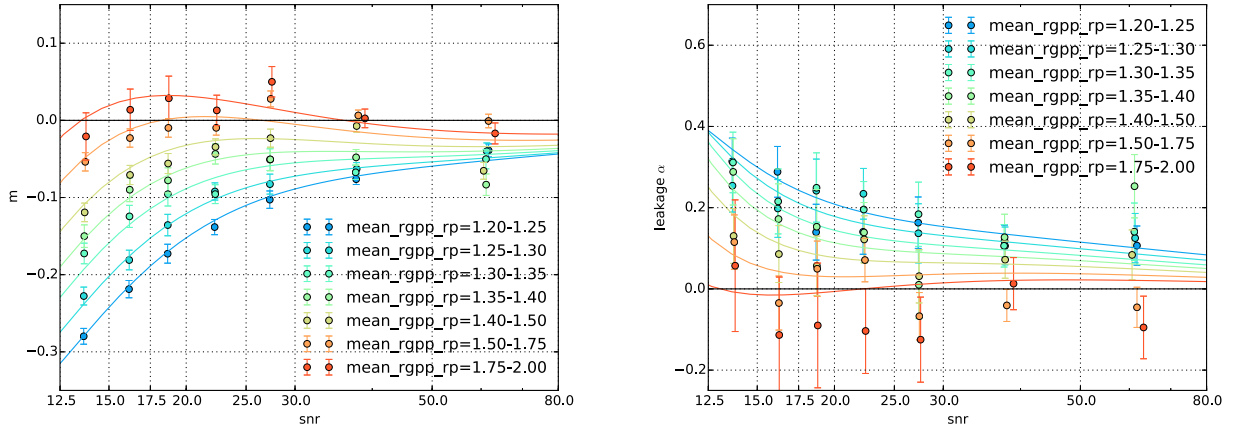 0.1
0.0
−0.1
−0.2
−0.3
m
mean_rgpp_rp=1.20-1.25
mean_rgpp_rp=1.25-1.30
mean_rgpp_rp=1.30-1.35
mean_rgpp_rp=1.35-1.40
mean_rgpp_rp=1.40-1.50
mean_rgpp_rp=1.50-1.75
mean_rgpp_rp=1.75-2.00
12.5 15.0 17.5 20.0 25.0 30.0 50.0 80.0
snr
0.6
0.4
0.2
0.0
−0.2
leakage α
mean_rgpp_rp=1.20-1.25
mean_rgpp_rp=1.25-1.30
mean_rgpp_rp=1.30-1.35
mean_rgpp_rp=1.35-1.40
mean_rgpp_rp=1.40-1.50
mean_rgpp_rp=1.50-1.75
mean_rgpp_rp=1.75-2.00
12.5 15.0 17.5 20.0 25.0 30.0 50.0 80.0
snr